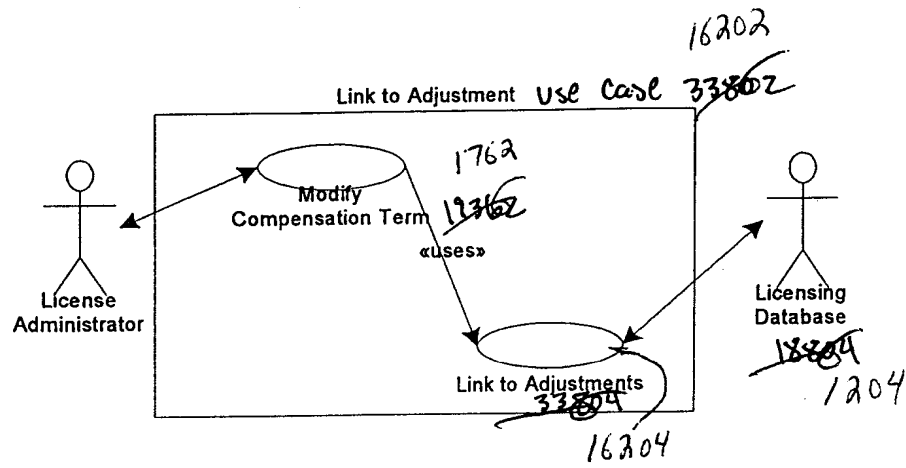 16202
Link to Adjustment use case 33802
1762
Modify
Compensation Term 19362
«uses»
License
Administrator
Licensing
Database
18804
1204
Link to Adjustments
33804
16204